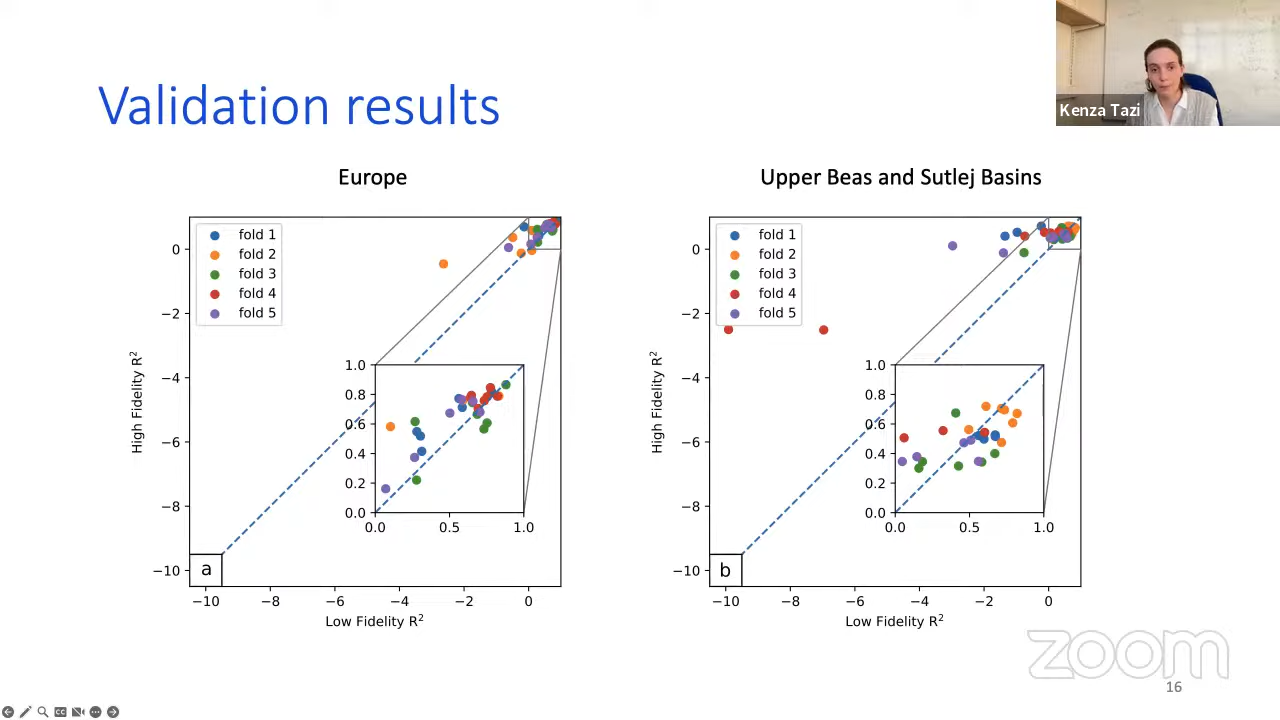 Kenza Tazi
Validation results
Europe
Upper Beas and Sutlej Basins
fold 1
fold 2
fold 3
fold 4
fold 5
0
−2
−4
−6
−8
−10
High Fidelity R²
1.0
0.8
0.6
0.4
0.2
0.0
0.0 0.5 1.0
a
−10 −8 −6 −4 −2 0
Low Fidelity R²
fold 1
fold 2
fold 3
fold 4
fold 5
0
−2
−4
−6
−8
−10
High Fidelity R²
1.0
0.8
0.6
0.4
0.2
0.0
0.0 0.5 1.0
b
−10 −8 −6 −4 −2 0
Low Fidelity R²
zoom
16
CC